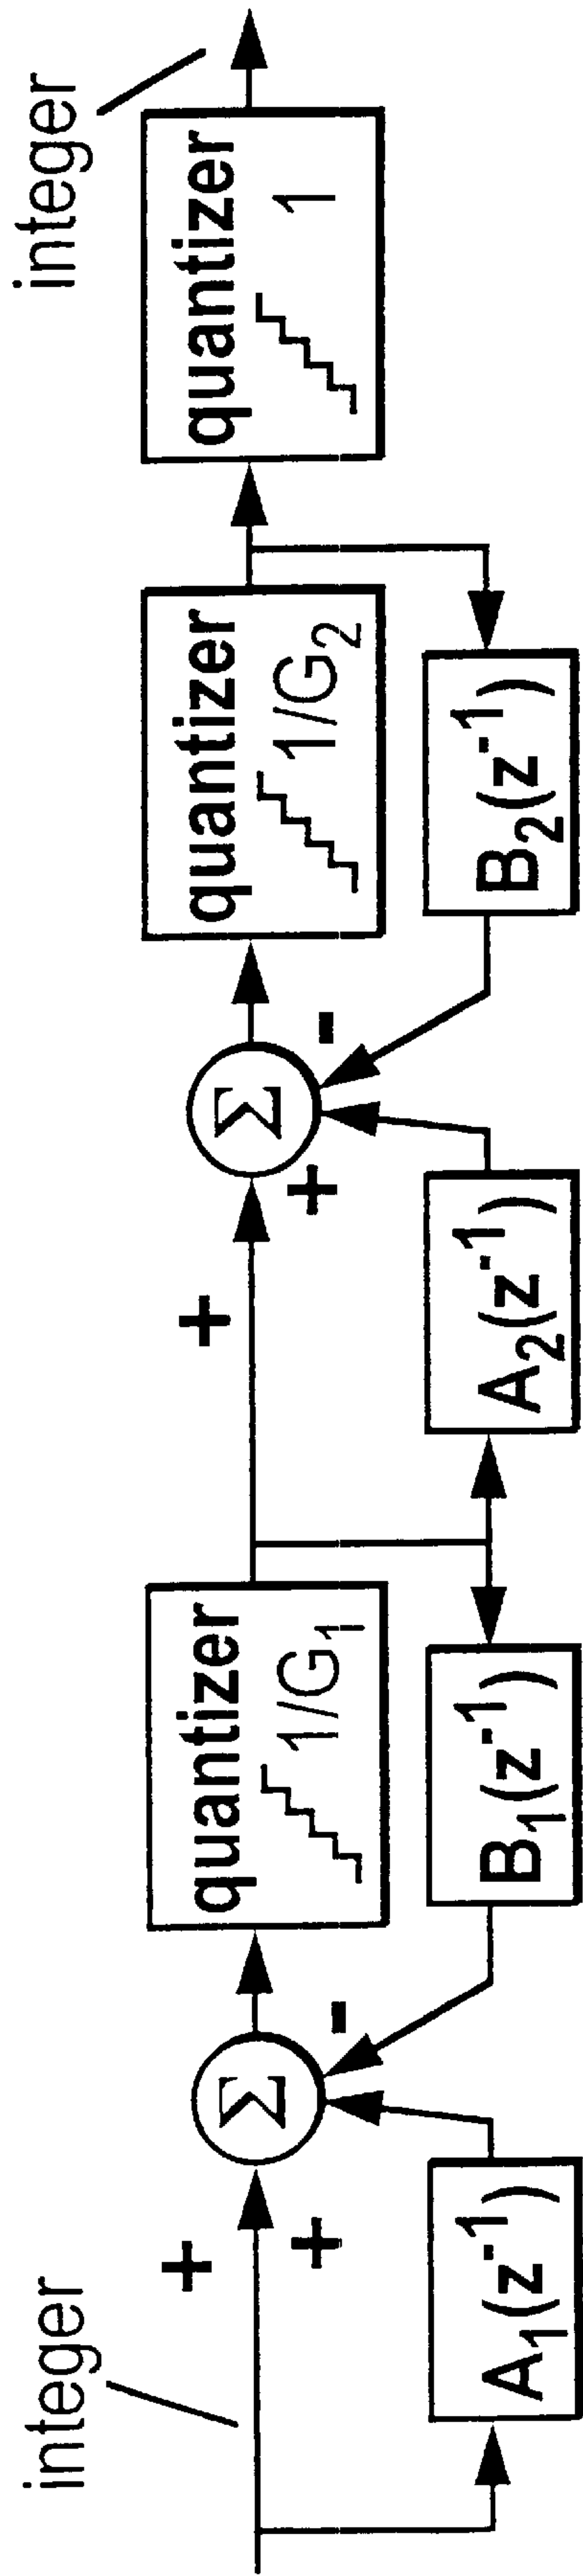 integer
+
+
A₁(z⁻¹)
Σ
-
quantizer
1/G₁
B₁(z⁻¹)
+
+
A₂(z⁻¹)
Σ
-
quantizer
1/G₂
B₂(z⁻¹)
quantizer
1
integer